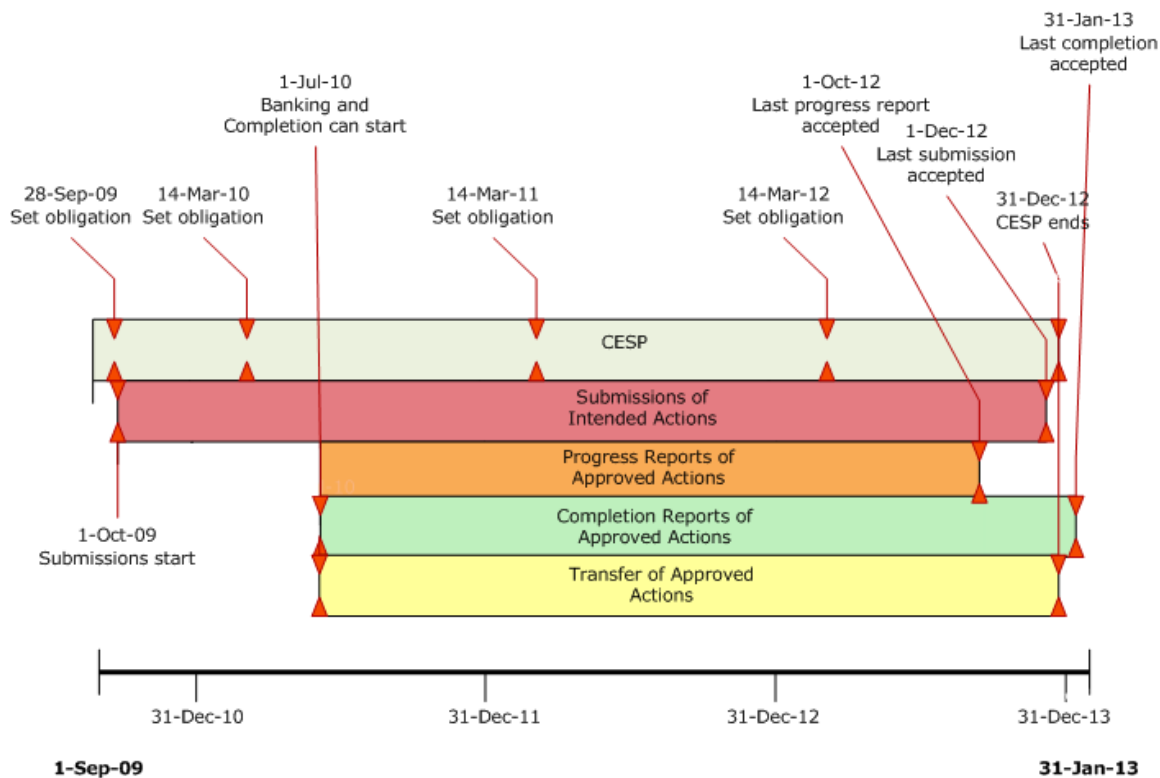 31-Jan-13
Last completion
accepted
1-Jul-10
Banking and
Completion can start
1-Oct-12
Last progress report
accepted
1-Dec-12
Last submission
accepted
28-Sep-09
Set obligation
14-Mar-10
Set obligation
14-Mar-11
Set obligation
14-Mar-12
Set obligation
31-Dec-12
CESP ends
CESP
Submissions of
Intended Actions
Progress Reports of
Approved Actions
Completion Reports of
Approved Actions
1-Oct-09
Submissions start
Transfer of Approved
Actions
31-Dec-10
31-Dec-11
31-Dec-12
31-Dec-13
1-Sep-09
31-Jan-13